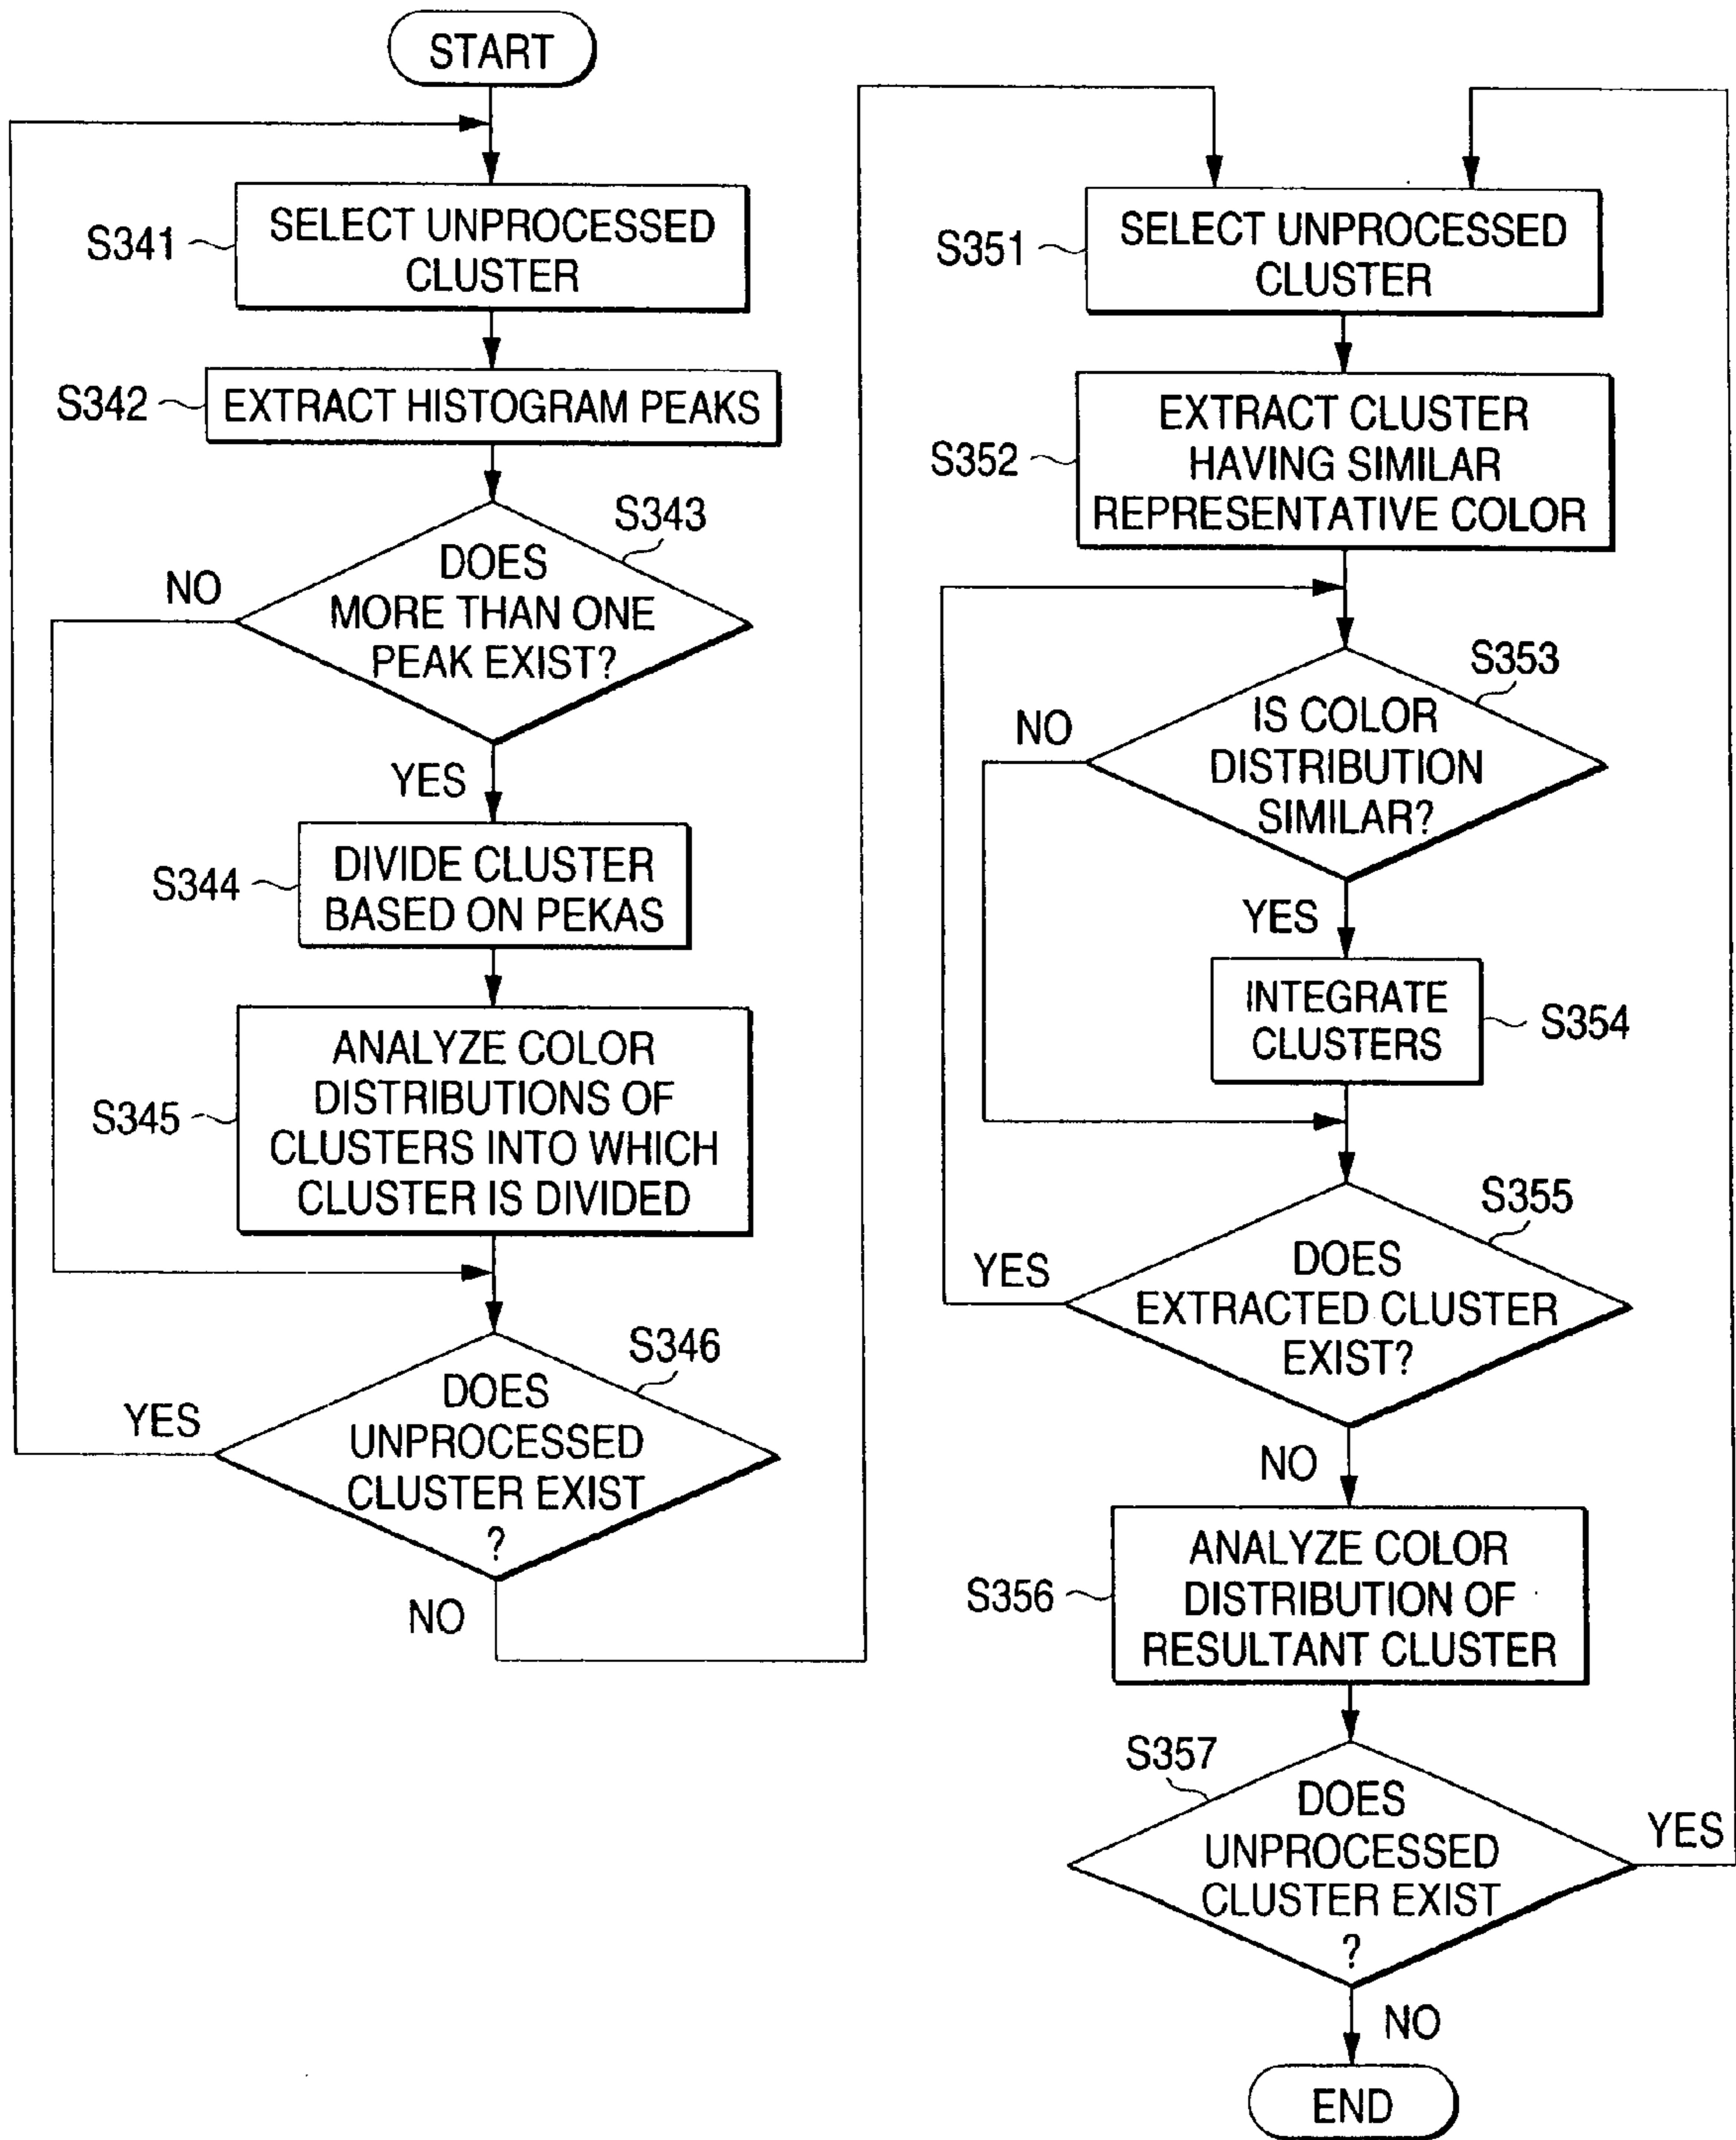 START
S341
SELECT UNPROCESSED
CLUSTER
S342
EXTRACT HISTOGRAM PEAKS
S343
DOES
MORE THAN ONE
PEAK EXIST?
NO
YES
S344
DIVIDE CLUSTER
BASED ON PEKAS
S345
ANALYZE COLOR
DISTRIBUTIONS OF
CLUSTERS INTO WHICH
CLUSTER IS DIVIDED
S346
DOES
UNPROCESSED
CLUSTER EXIST
?
YES
NO
S351
SELECT UNPROCESSED
CLUSTER
S352
EXTRACT CLUSTER
HAVING SIMILAR
REPRESENTATIVE COLOR
S353
IS COLOR
DISTRIBUTION
SIMILAR?
NO
YES
INTEGRATE
CLUSTERS
S354
S355
DOES
EXTRACTED CLUSTER
EXIST?
YES
NO
S356
ANALYZE COLOR
DISTRIBUTION OF
RESULTANT CLUSTER
S357
DOES
UNPROCESSED
CLUSTER EXIST
?
YES
NO
END